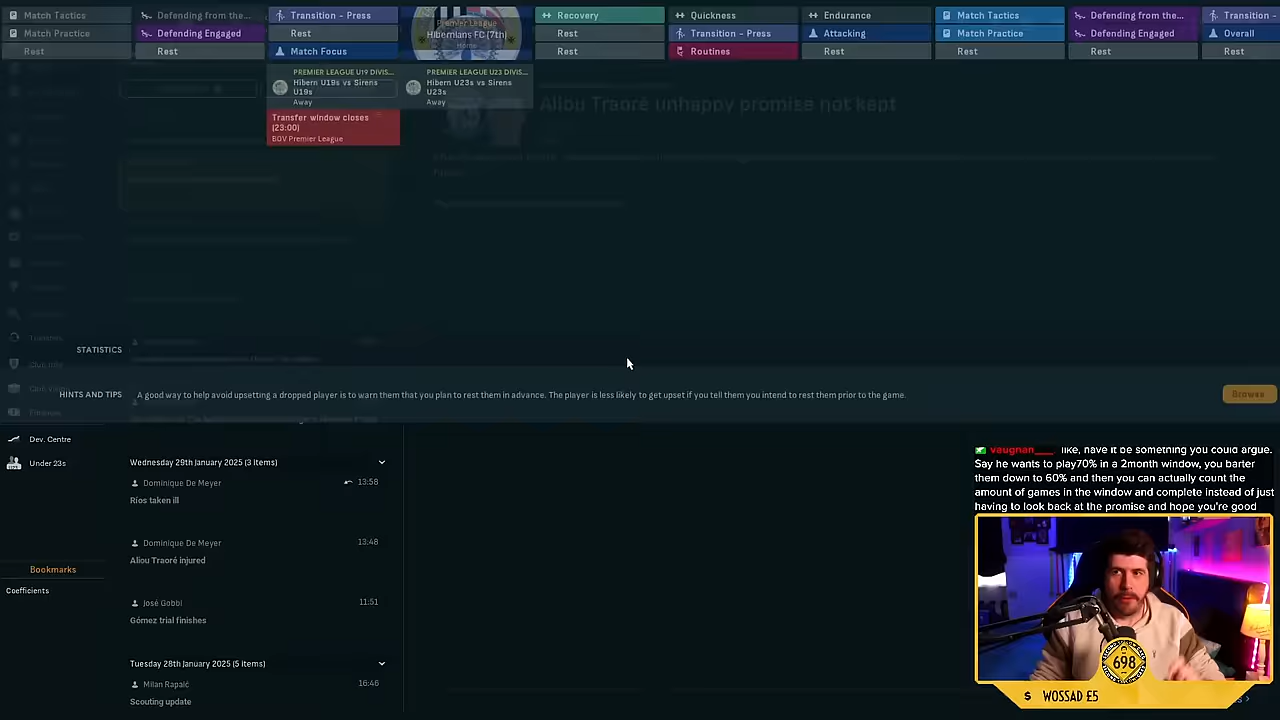 Match Tactics
Match Practice
Rest
Defending from the...
Defending Engaged
Rest
Transition - Press
Rest
Match Focus
Premier League
Hibernians FC (7th)
Home
Recovery
Rest
Rest
Quickness
Transition - Press
Routines
Endurance
Attacking
Rest
Match Tactics
Match Practice
Rest
Defending from the...
Defending Engaged
Rest
Transition -
Overall
Rest
PREMIER LEAGUE U19 DIVIS...
Hibern U19s vs Sirens
U19s
Away
PREMIER LEAGUE U23 DIVIS...
Hibern U23s vs Sirens
U23s
Away
Transfer window closes
(23:00)
BOV Premier League
Aliou Traoré unhappy promise not kept
Transfers
Club Info
STATISTICS
HINTS AND TIPS
A good way to help avoid upsetting a dropped player is to warn them that you plan to rest them in advance. The player is less likely to get upset if you tell them you intend to rest them prior to the game.
Browse
Finances
Dev. Centre
Under 23s
Bookmarks
Coefficients
Wednesday 29th January 2025 (3 Items)
Dominique De Meyer
13:58
Ríos taken ill
Dominique De Meyer
13:48
Aliou Traoré injured
José Gobbi
11:51
Gómez trial finishes
Tuesday 28th January 2025 (5 items)
Milan Rapaić
16:46
Scouting update
vaughan___ like, have it be something you could argue.
Say he wants to play70% in a 2month window, you barter
them down to 60% and then you can actually count the
amount of games in the window and complete instead of just
having to look back at the promise and hope you're good
698
$ WOSSAD £5